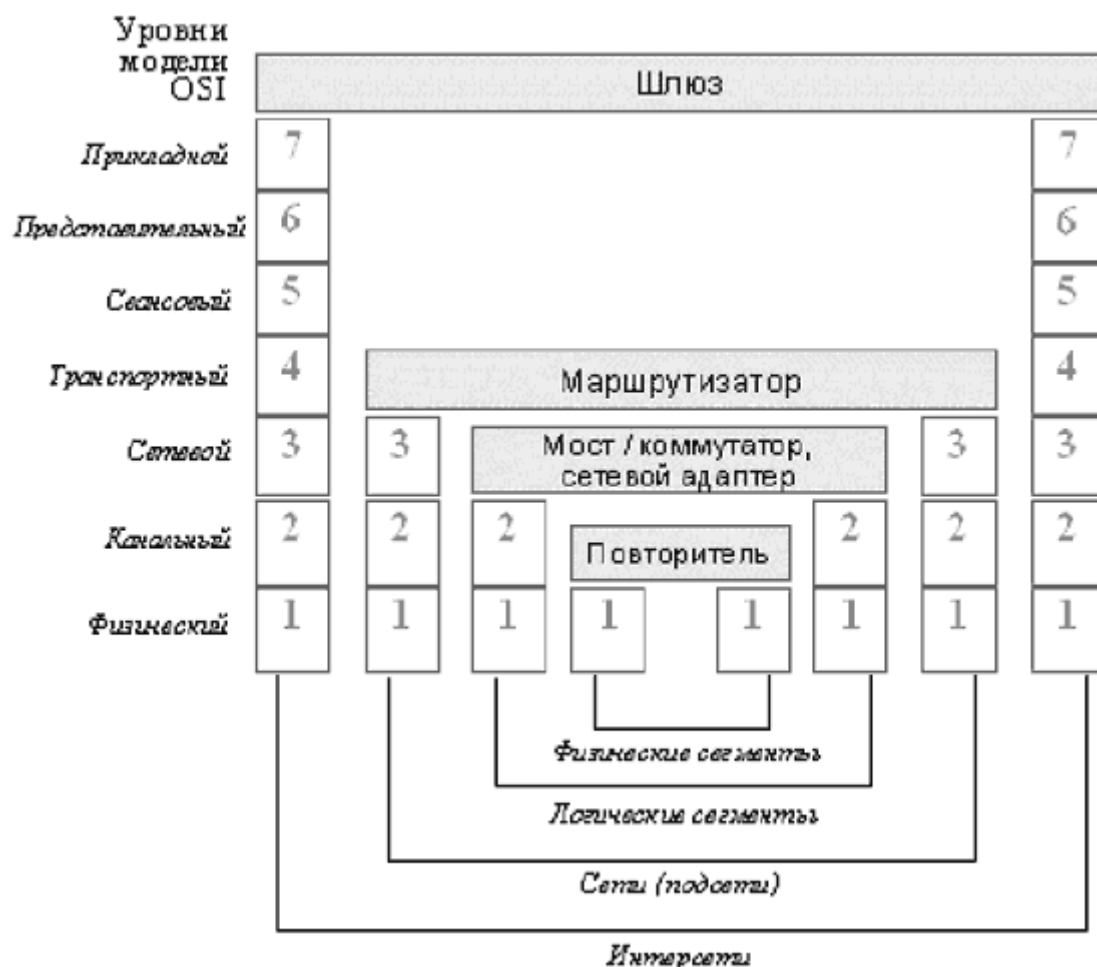 Уровни
модели
OSI
Шлюз
Прикладной 7 7
Представительный 6 6
Сеансовый 5 5
Транспортный 4 Маршрутизатор 4
Сетевой 3 3 Мост / коммутатор, 3 3
сетевой адаптер
Канальный 2 2 2 Повторитель 2 2 2
Физический 1 1 1 1 1 1 1 1
Физические сегменты
Логические сегменты
Сети (подсети)
Интерсети